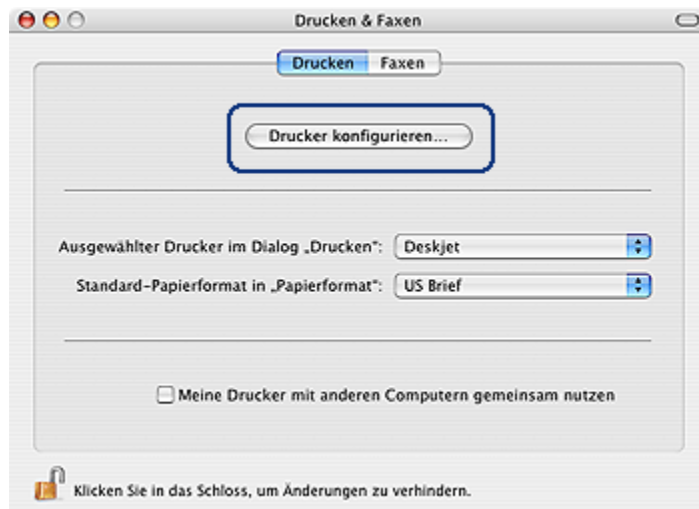 Drucken & Faxen
Drucken Faxen
Drucker konfigurieren...
Ausgewählter Drucker im Dialog „Drucken“: Deskjet
Standard-Papierformat in „Papierformat“: US Brief
Meine Drucker mit anderen Computern gemeinsam nutzen
Klicken Sie in das Schloss, um Änderungen zu verhindern.